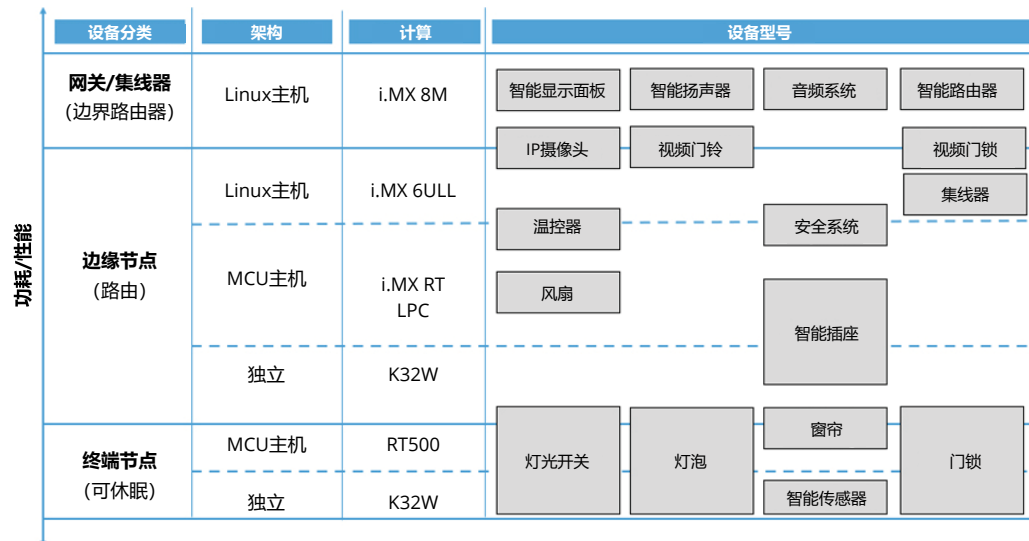 设备分类
架构
计算
设备型号
网关/集线器
(边界路由器)
Linux主机
i.MX 8M
智能显示面板
智能扬声器
音频系统
智能路由器
IP摄像头
视频门铃
视频门锁
Linux主机
i.MX 6ULL
集线器
温控器
安全系统
功耗/性能
边缘节点
(路由)
MCU主机
i.MX RT
LPC
风扇
智能插座
独立
K32W
终端节点
(可休眠)
MCU主机
RT500
灯光开关
灯泡
窗帘
门锁
独立
K32W
智能传感器